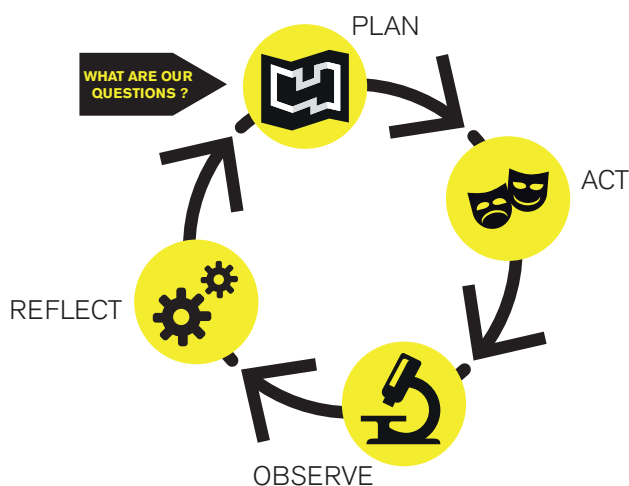 PLAN
WHAT ARE OUR
QUESTIONS ?
ACT
REFLECT
OBSERVE